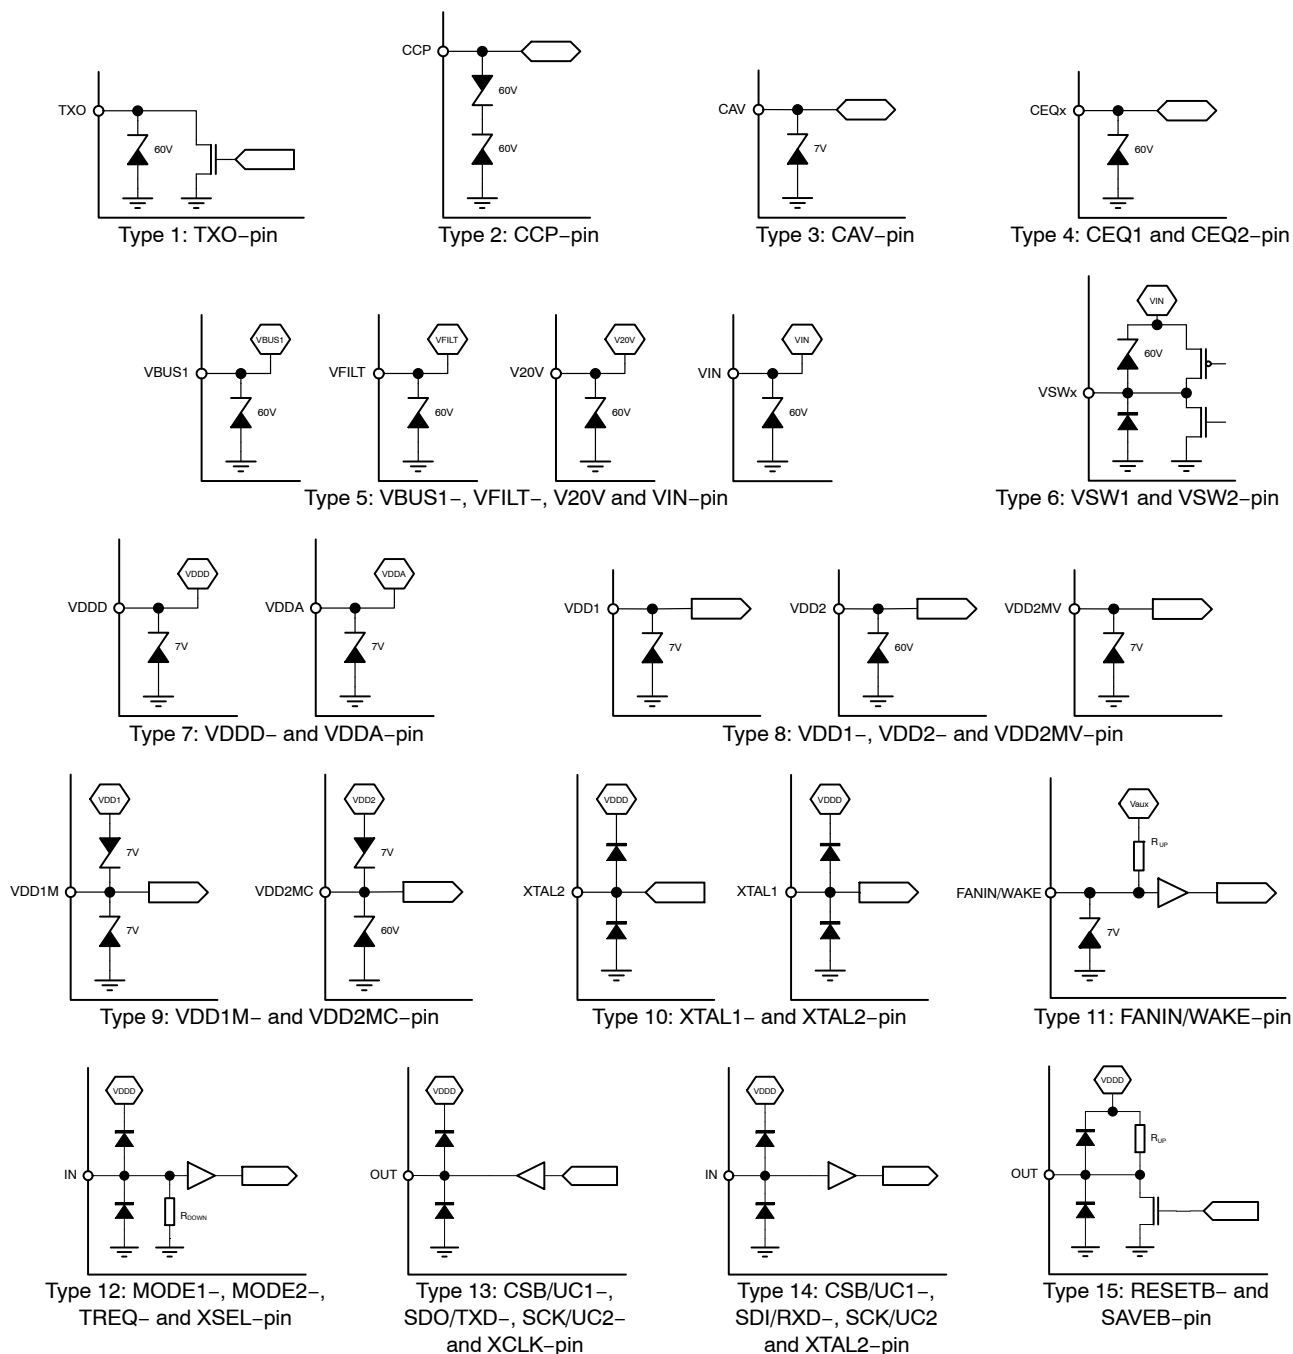 TXO
60V
Type 1: TXO−pin
CCP
60V
60V
Type 2: CCP−pin
CAV
7V
Type 3: CAV−pin
CEQx
60V
Type 4: CEQ1 and CEQ2−pin
VBUS1
VBUS1
60V
VFILT
VFILT
60V
V20V
V20V
60V
VIN
VIN
60V
Type 5: VBUS1−, VFILT−, V20V and VIN−pin
VIN
60V
VSWx
Type 6: VSW1 and VSW2−pin
VDDD
VDDD
7V
VDDA
VDDA
7V
Type 7: VDDD− and VDDA−pin
VDD1
7V
VDD2
60V
VDD2MV
7V
Type 8: VDD1−, VDD2− and VDD2MV−pin
VDD1
7V
VDD1M
7V
VDD2
7V
VDD2MC
60V
Type 9: VDD1M− and VDD2MC−pin
VDDD
XTAL2
VDDD
XTAL1
Type 10: XTAL1− and XTAL2−pin
Vaux
RUP
FANIN/WAKE
7V
Type 11: FANIN/WAKE−pin
VDDD
IN
RDOWN
Type 12: MODE1−, MODE2−,
TREQ− and XSEL−pin
VDDD
OUT
Type 13: CSB/UC1−,
SDO/TXD−, SCK/UC2−
and XCLK−pin
VDDD
IN
Type 14: CSB/UC1−,
SDI/RXD−, SCK/UC2
and XTAL2−pin
VDDD
RUP
OUT
Type 15: RESETB− and
SAVEB−pin